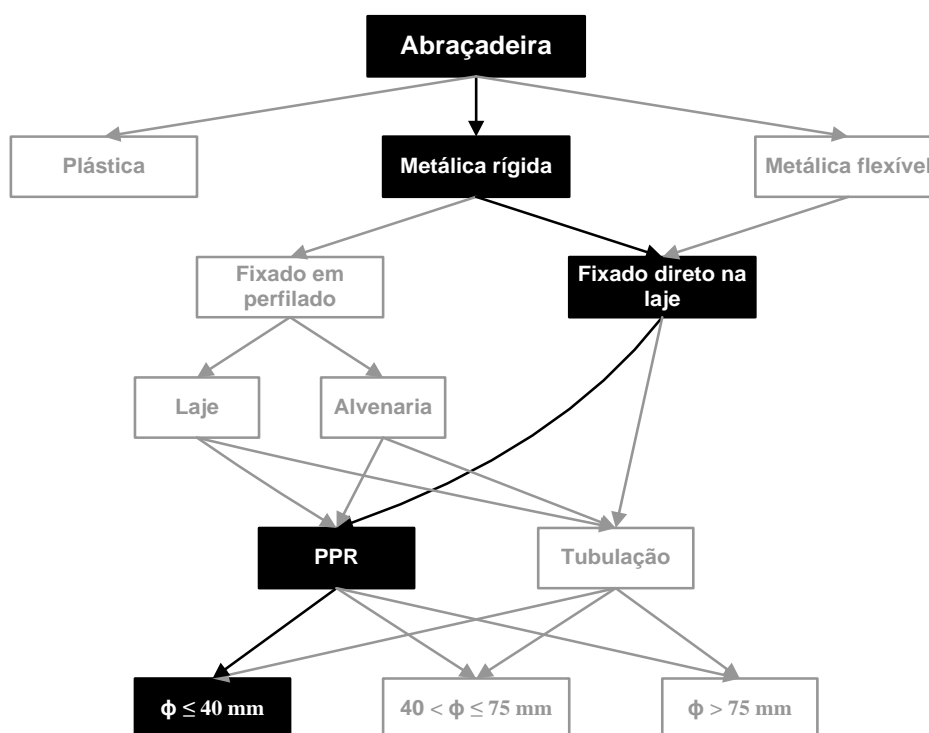 Abraçadeira
Plástica
Metálica rígida
Metálica flexível
Fixado em
perfilado
Fixado direto na
laje
Laje
Alvenaria
PPR
Tubulação
ϕ ≤ 40 mm
40 < ϕ ≤ 75 mm
ϕ > 75 mm